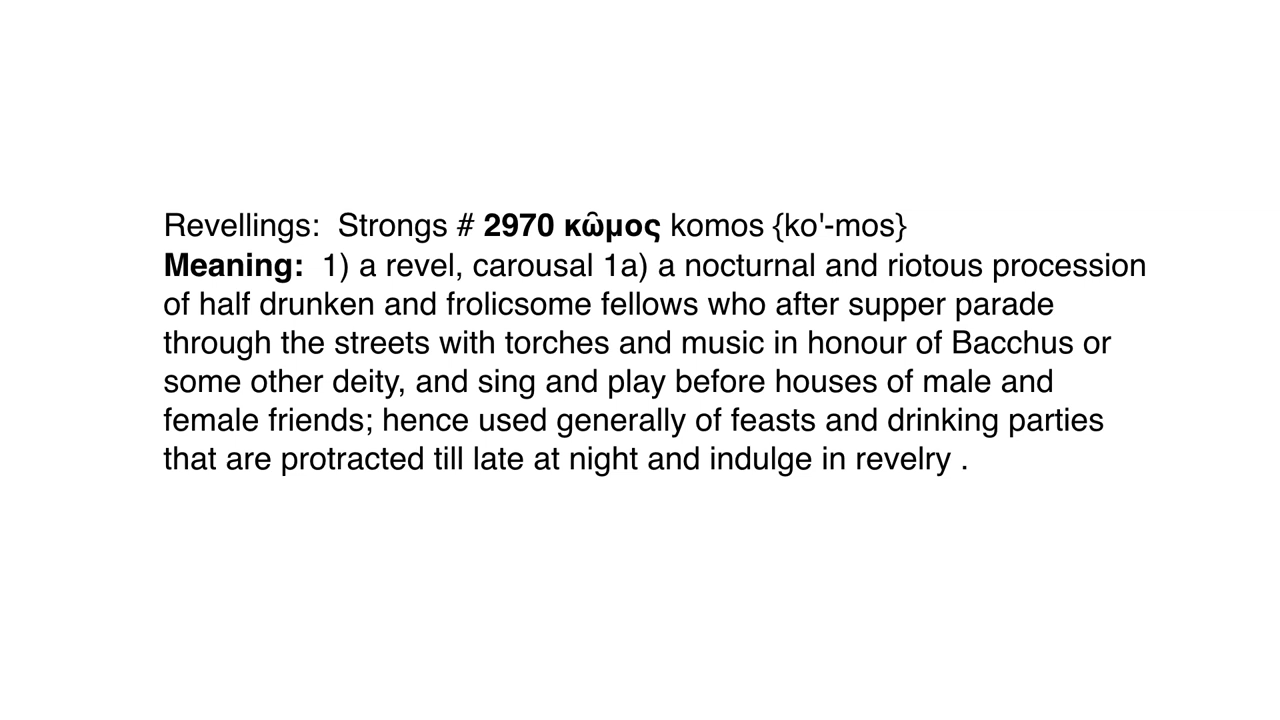 Revellings:  Strongs # 2970 κῶμος komos {ko'-mos}
Meaning:  1) a revel, carousal 1a) a nocturnal and riotous procession
of half drunken and frolicsome fellows who after supper parade
through the streets with torches and music in honour of Bacchus or
some other deity, and sing and play before houses of male and
female friends; hence used generally of feasts and drinking parties
that are protracted till late at night and indulge in revelry .